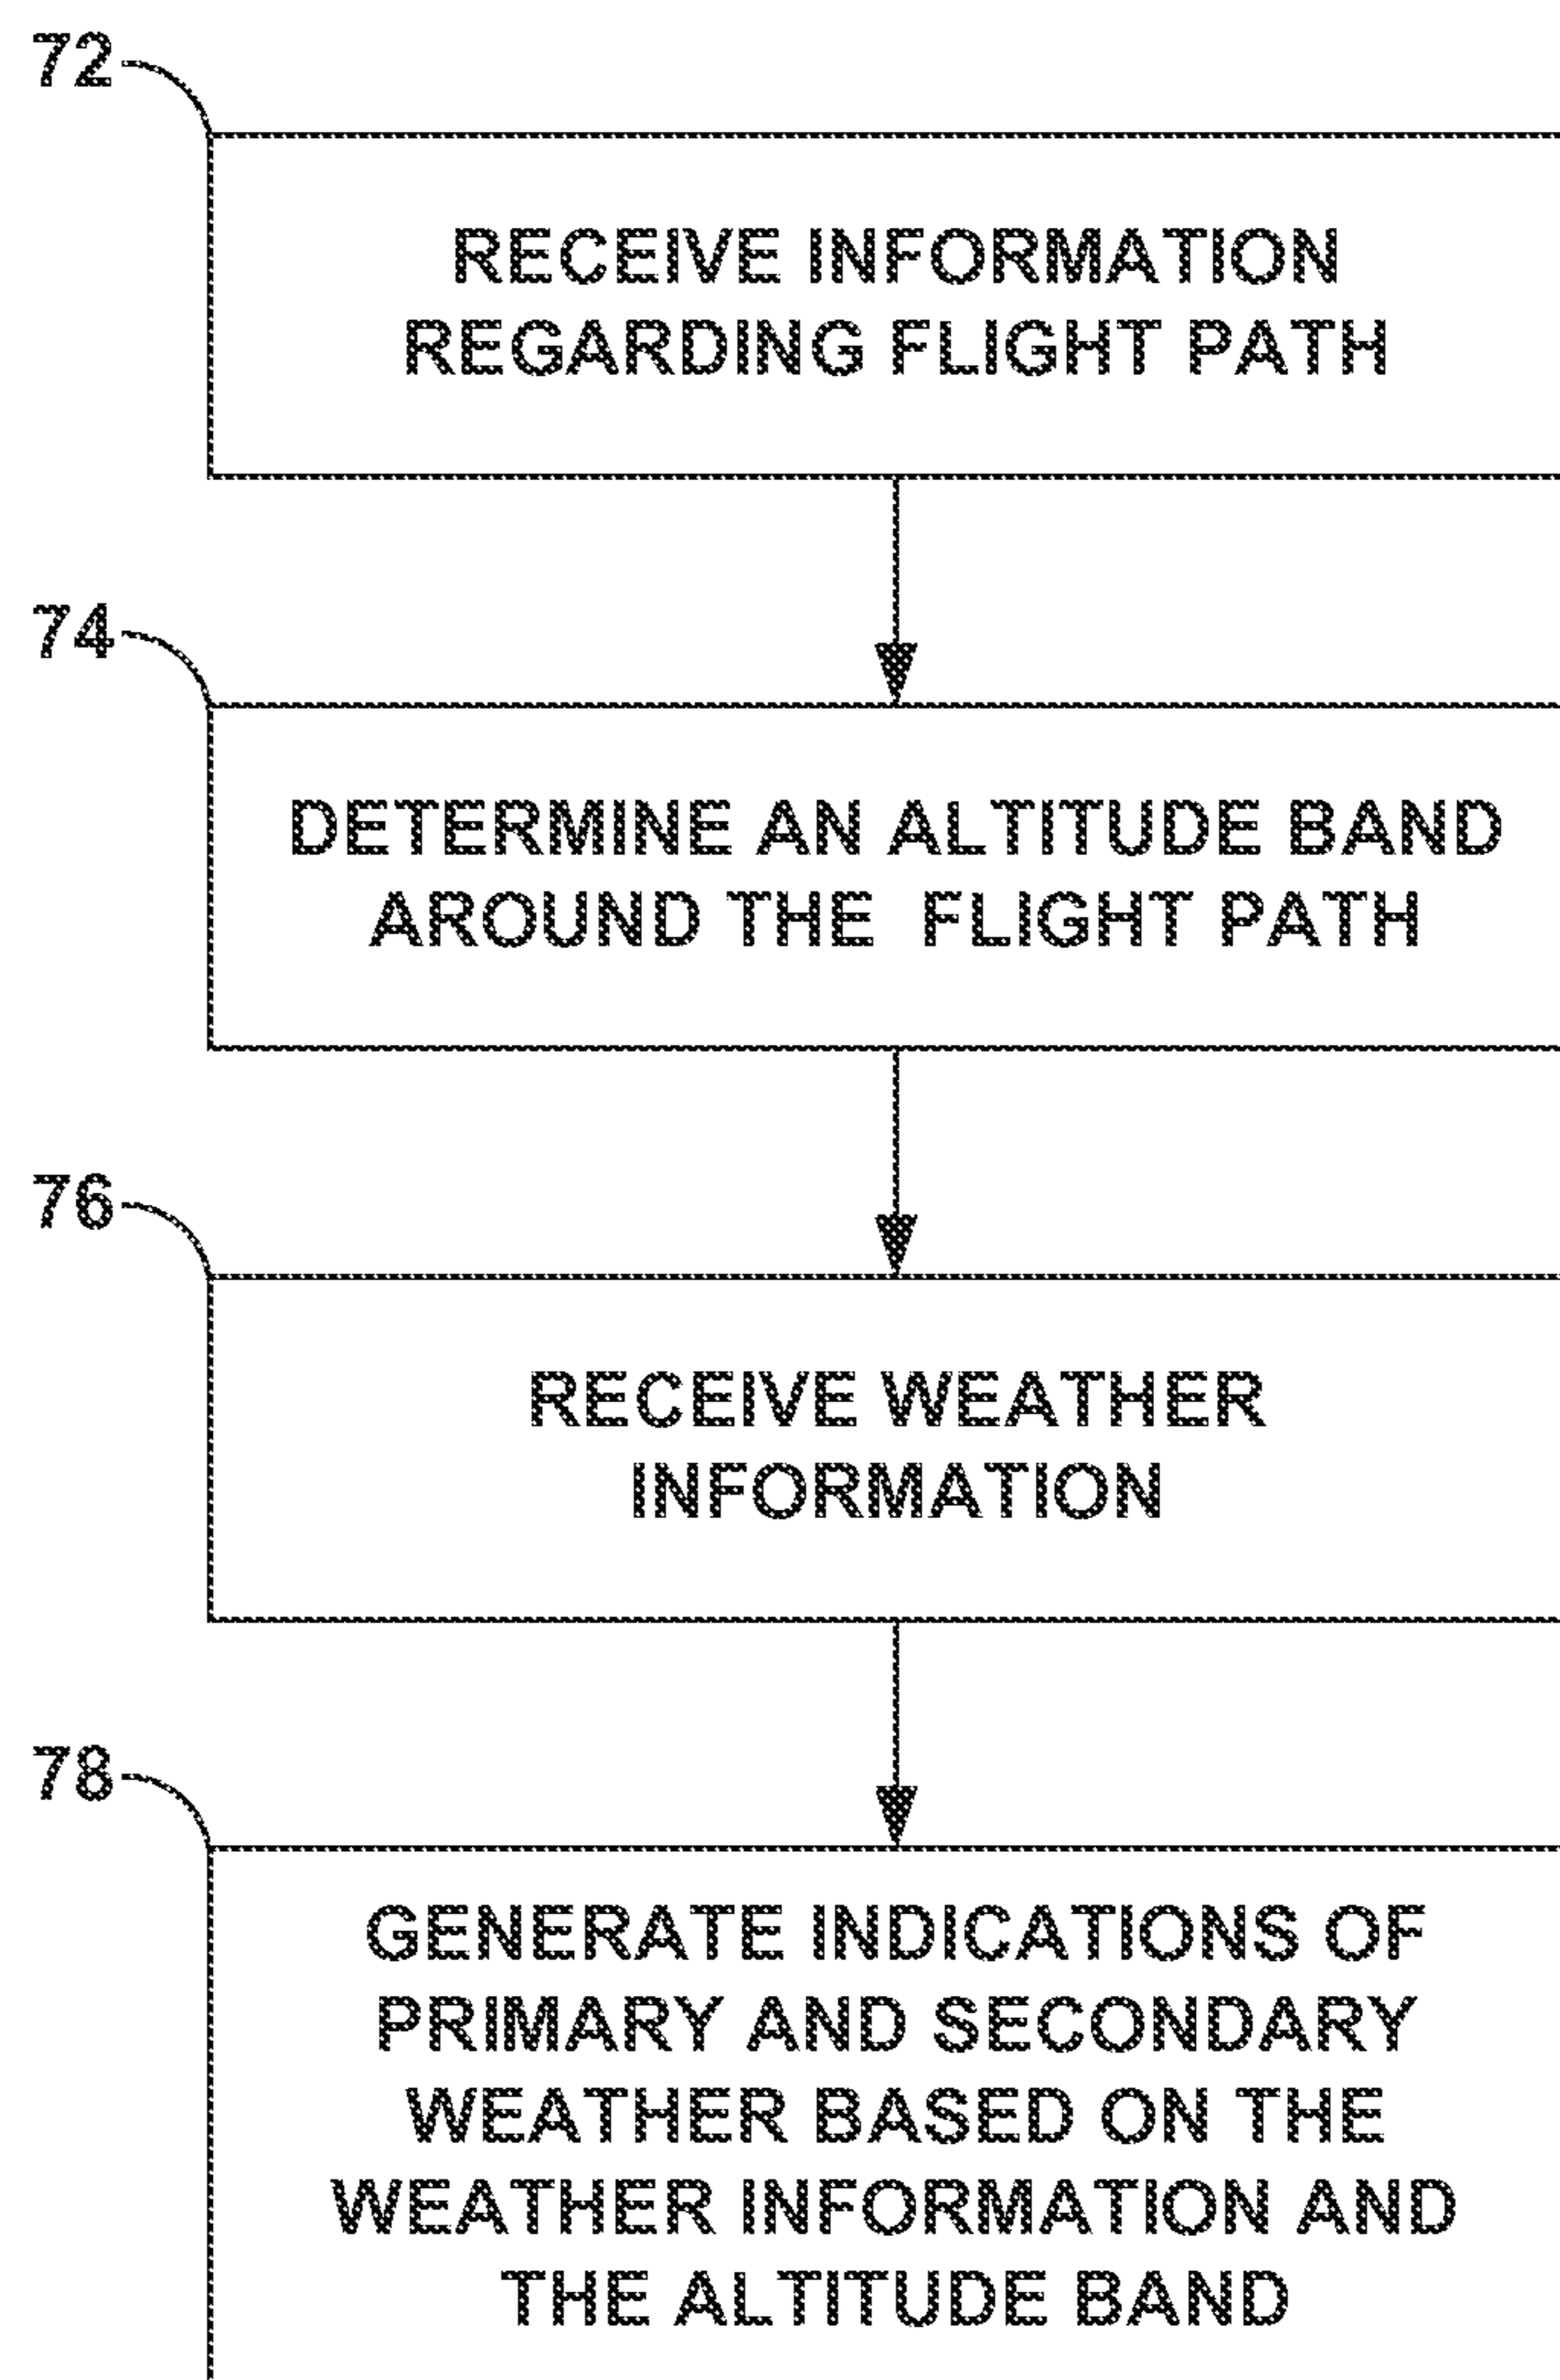 72
RECEIVE INFORMATION
REGARDING FLIGHT PATH
74
DETERMINE AN ALTITUDE BAND
AROUND THE FLIGHT PATH
76
RECEIVE WEATHER
INFORMATION
78
GENERATE INDICATIONS OF
PRIMARY AND SECONDARY
WEATHER BASED ON THE
WEATHER INFORMATION AND
THE ALTITUDE BAND